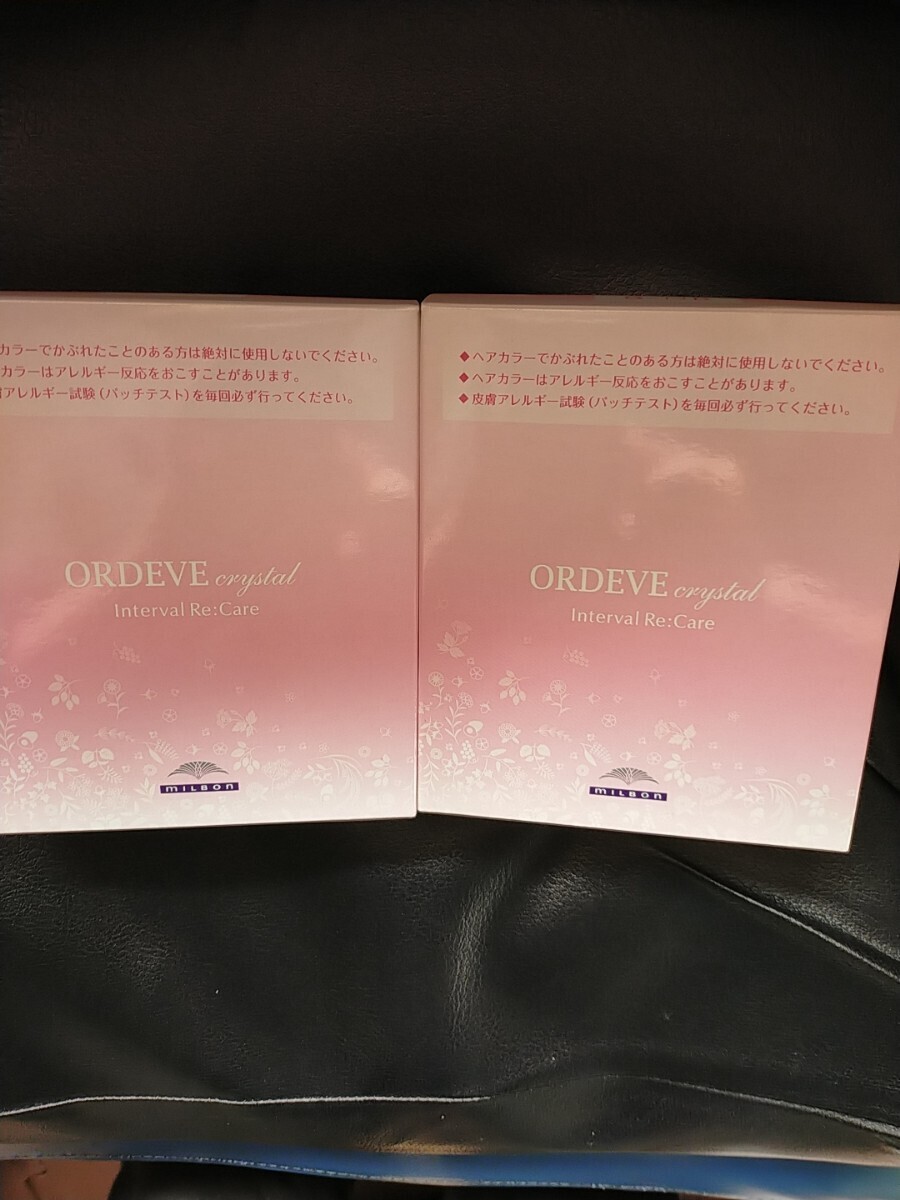 カラーでかぶれたことのある方は絶対に使用しないでください。
カラーはアレルギー反応をおこすことがあります。
アレルギー試験(パッチテスト)を毎回必ず行ってください。
ORDEVE crystal
Interval Re:Care
MILBON
◆ヘアカラーでかぶれたことのある方は絶対に使用しないでください。
◆ヘアカラーはアレルギー反応をおこすことがあります。
◆皮膚アレルギー試験(パッチテスト)を毎回必ず行ってください。
ORDEVE crystal
Interval Re:Care
MILBON